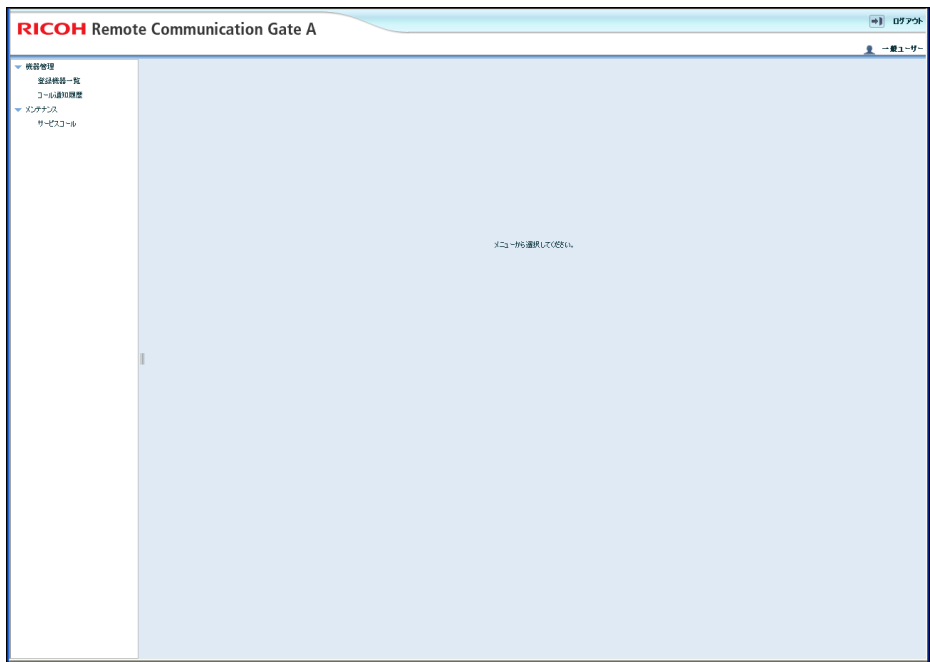 RICOH Remote Communication Gate A
ログアウト
一般ユーザー
機器管理
登録機器一覧
コール通知履歴
メンテナンス
サービスコール
メニューから選択してください。